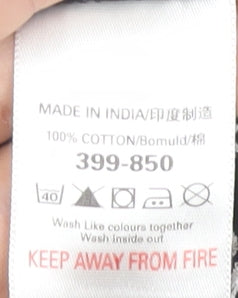 MADE IN INDIA/印度制造
100% COTTON/Bomuld/棉
399-850
40
Wash Like colours together
Wash inside out
KEEP AWAY FROM FIRE